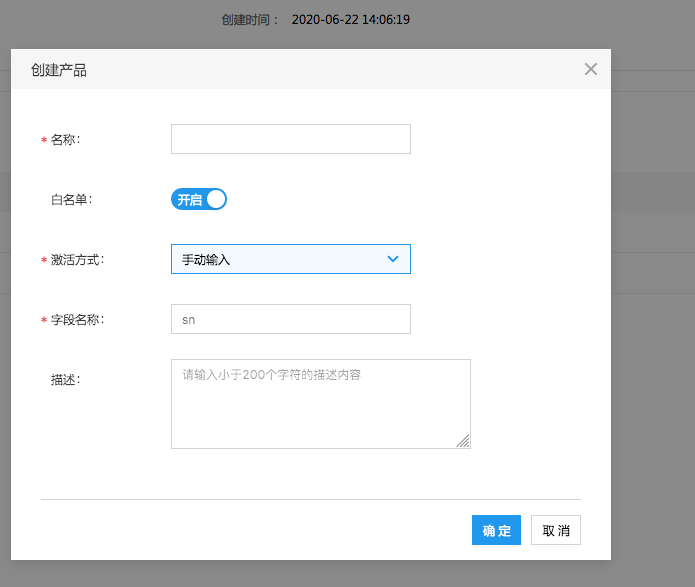 创建时间： 2020-06-22 14:06:19
创建产品
* 名称：
白名单： 开启
* 激活方式： 手动输入
* 字段名称： sn
描述： 请输入小于200个字符的描述内容
确定 取消